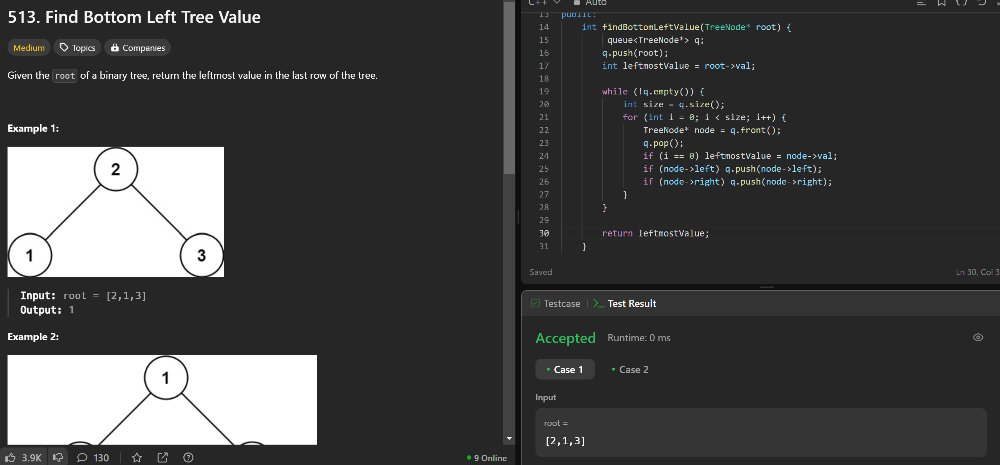 513. Find Bottom Left Tree Value
Medium Topics Companies
Given the root of a binary tree, return the leftmost value in the last row of the tree.
Example 1:
2
1 3
Input: root = [2,1,3]
Output: 1
Example 2:
1
3.9K 130 9 Online
C++ Auto
13 public:
14 int findBottomLeftValue(TreeNode* root) {
15 queue<TreeNode*> q;
16 q.push(root);
17 int leftmostValue = root->val;
18
19 while (!q.empty()) {
20 int size = q.size();
21 for (int i = 0; i < size; i++) {
22 TreeNode* node = q.front();
23 q.pop();
24 if (i == 0) leftmostValue = node->val;
25 if (node->left) q.push(node->left);
26 if (node->right) q.push(node->right);
27 }
28 }
29
30 return leftmostValue;
31 }
Saved Ln 30, Col 3
Testcase Test Result
Accepted Runtime: 0 ms
Case 1 Case 2
Input
root =
[2,1,3]